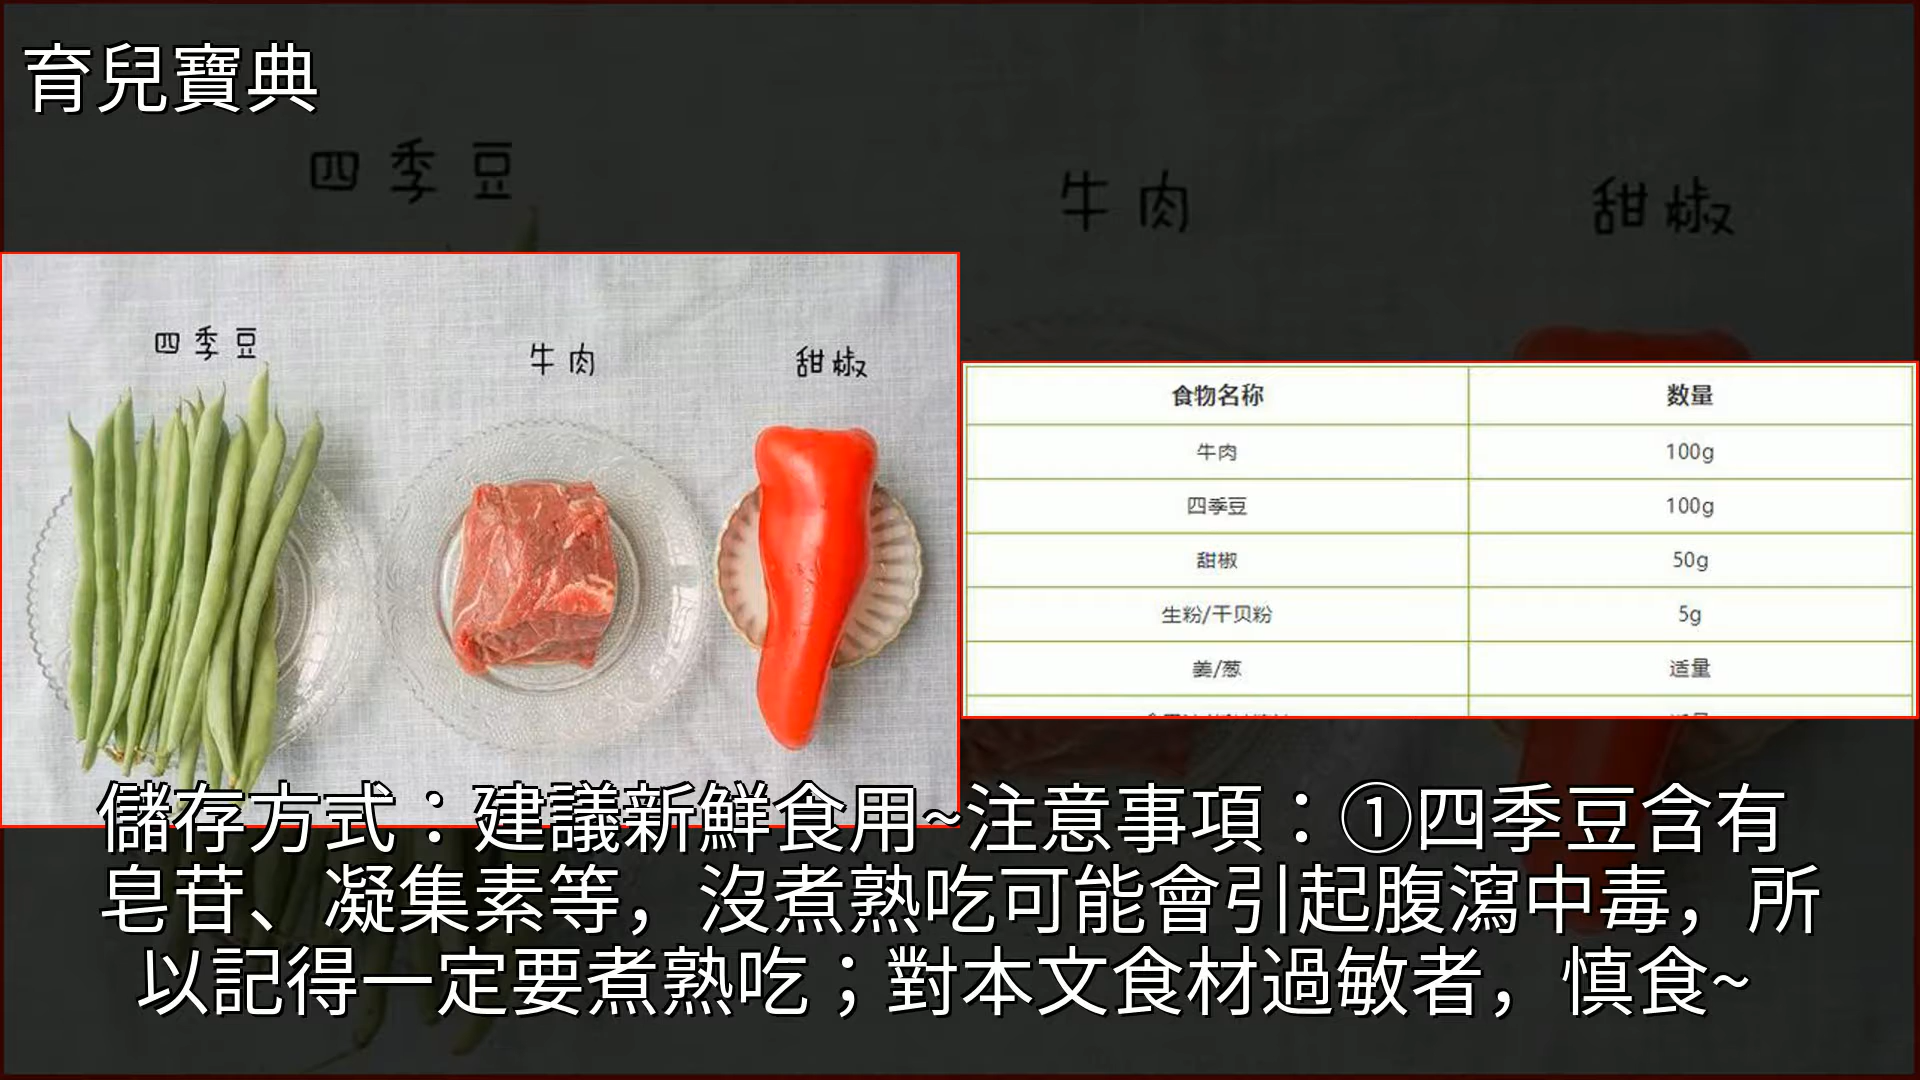 育兒寶典
四季豆
牛肉
甜椒
四季豆
牛肉
甜椒
食物名称 数量
牛肉 100g
四季豆 100g
甜椒 50g
生粉/干贝粉 5g
姜/葱 适量
儲存方式：建議新鮮食用~注意事項：①四季豆含有
皂苷、凝集素等，沒煮熟吃可能會引起腹瀉中毒，所
以記得一定要煮熟吃；對本文食材過敏者，慎食~